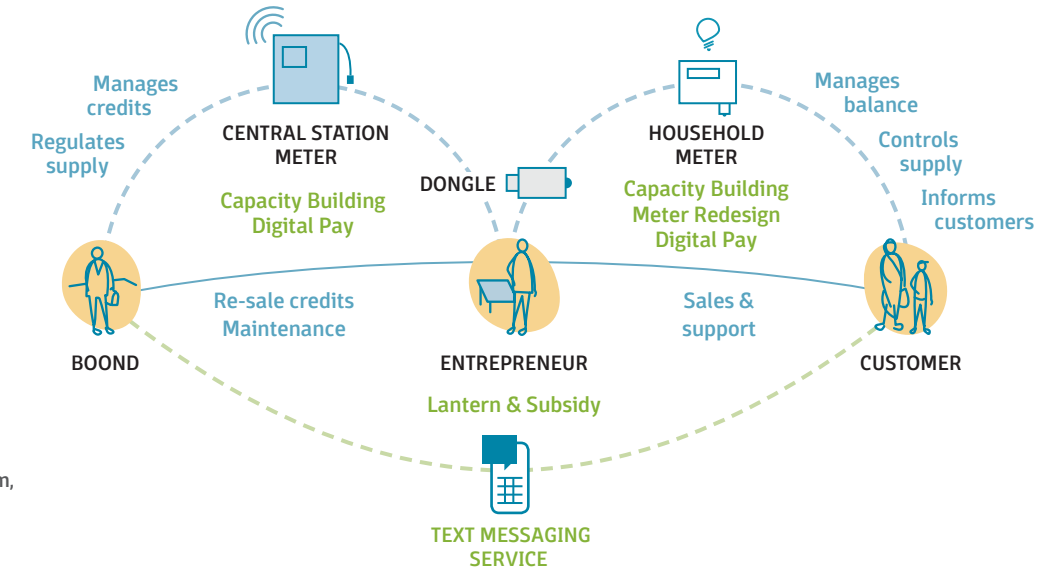 Manages
credits
Regulates
supply
CENTRAL STATION
METER
Capacity Building
Digital Pay
DONGLE
HOUSEHOLD
METER
Capacity Building
Meter Redesign
Digital Pay
Manages
balance
Controls
supply
Informs
customers
Re-sale credits
Maintenance
Sales &
support
BOOND
ENTREPRENEUR
CUSTOMER
Lantern & Subsidy
TEXT MESSAGING
SERVICE